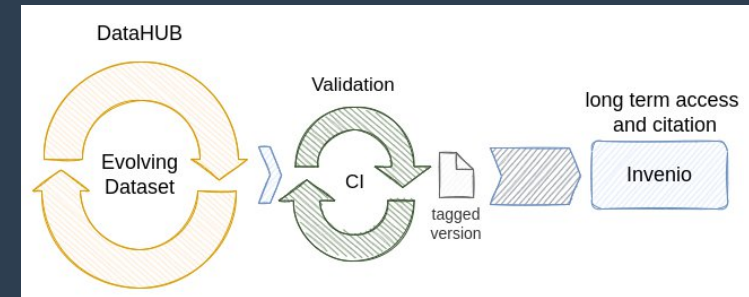 DataHUB
Evolving
Dataset
Validation
CI
tagged
version
long term access
and citation
Invenio